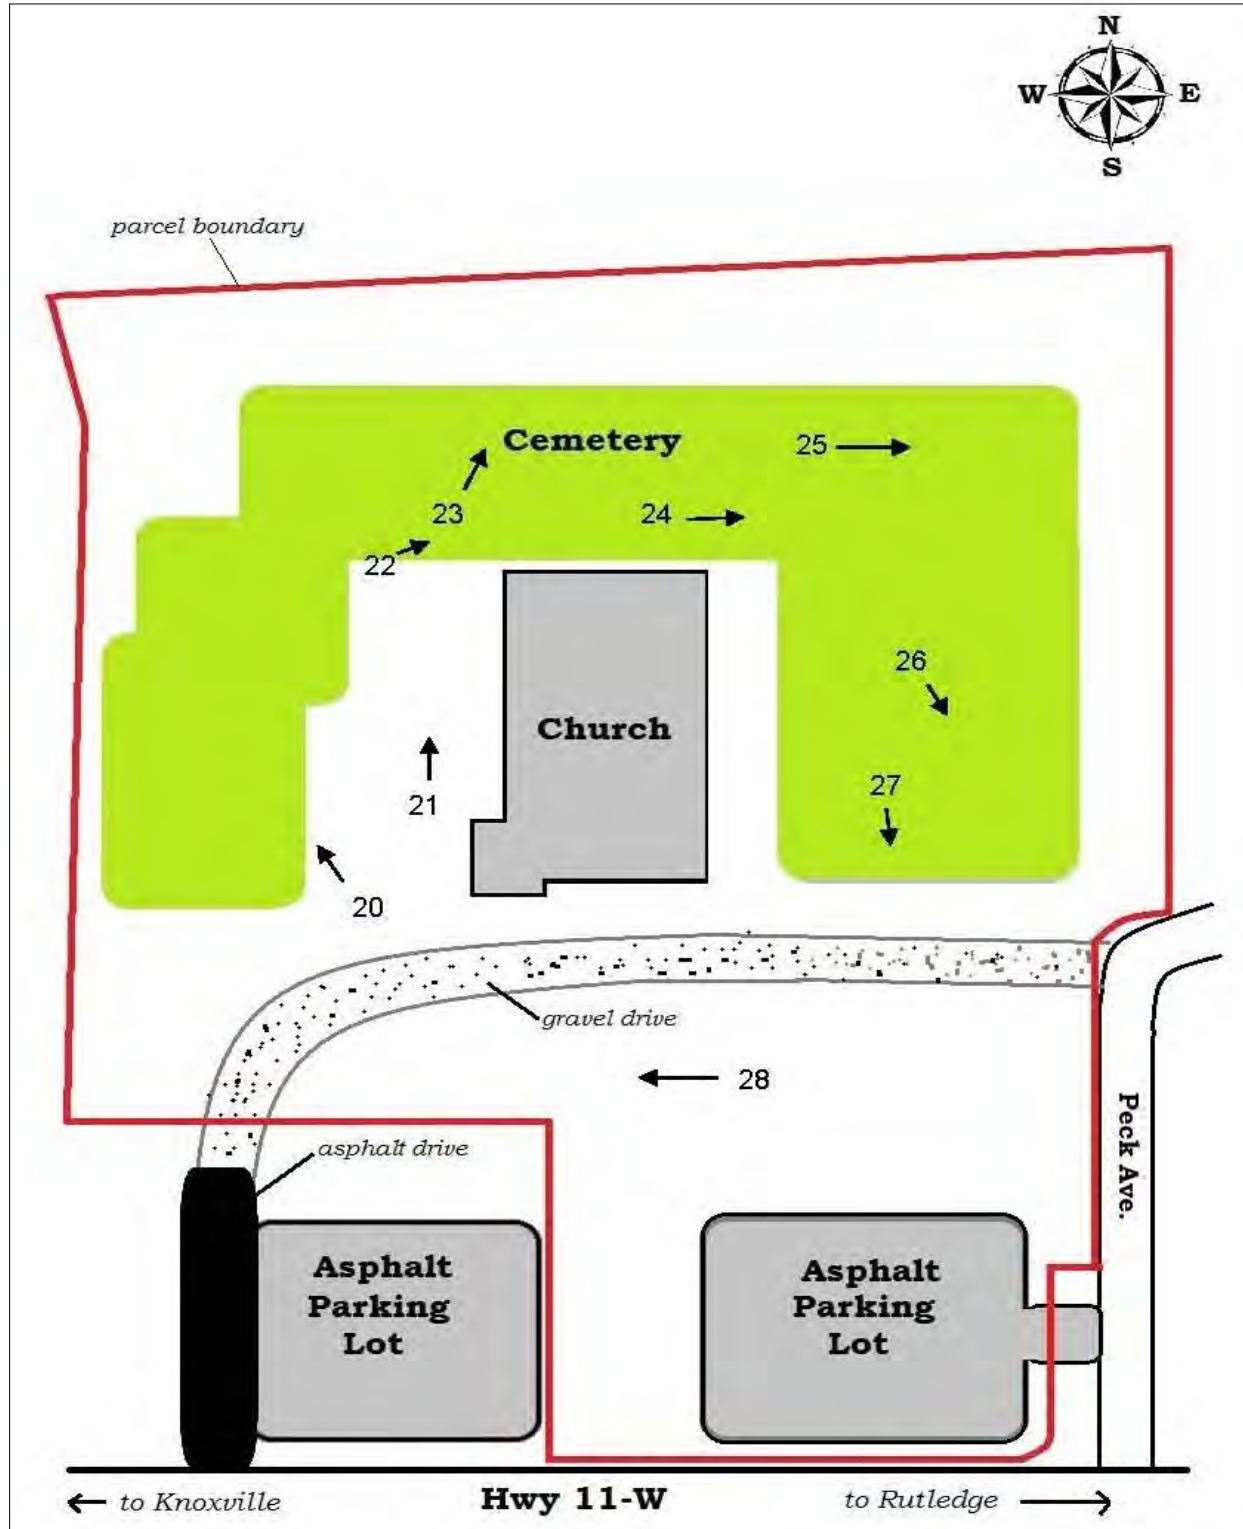 N
W E
S
parcel boundary
Cemetery
25
23
24
22
26
Church
27
21
20
gravel drive
28
Peck Ave.
asphalt drive
Asphalt
Parking
Lot
Asphalt
Parking
Lot
to Knoxville
Hwy 11-W
to Rutledge